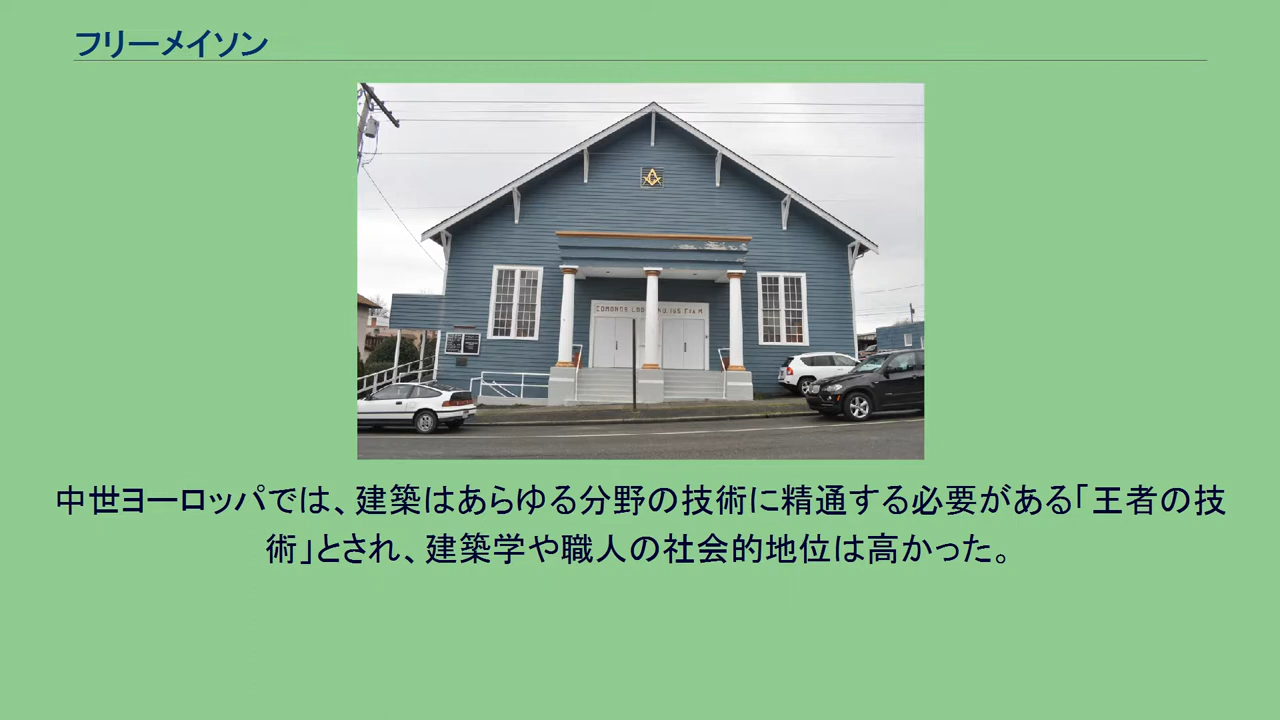 フリーメイソン
中世ヨーロッパでは、建築はあらゆる分野の技術に精通する必要がある「王者の技
術」とされ、建築学や職人の社会的地位は高かった。